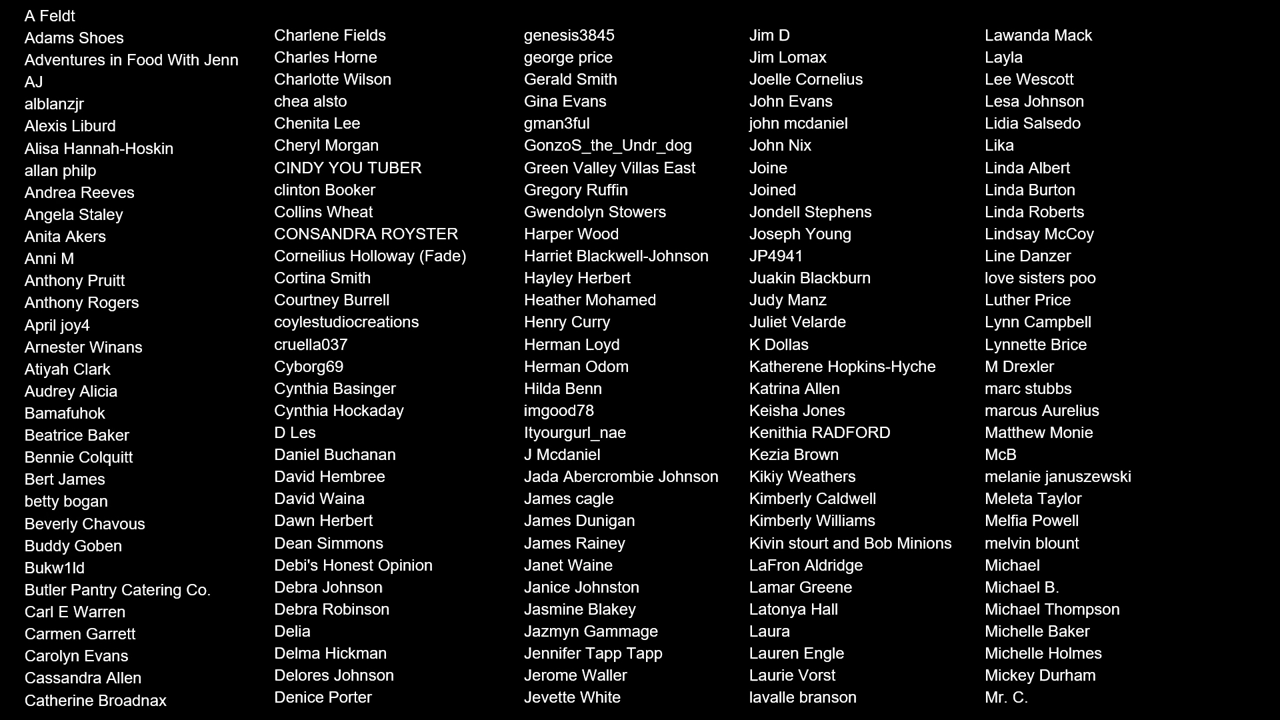 A Feldt
Adams Shoes
Adventures in Food With Jenn
AJ
alblanzjr
Alexis Liburd
Alisa Hannah-Hoskin
allan philp
Andrea Reeves
Angela Staley
Anita Akers
Anni M
Anthony Pruitt
Anthony Rogers
April joy4
Arnester Winans
Atiyah Clark
Audrey Alicia
Bamafuhok
Beatrice Baker
Bennie Colquitt
Bert James
betty bogan
Beverly Chavous
Buddy Goben
Bukw1ld
Butler Pantry Catering Co.
Carl E Warren
Carmen Garrett
Carolyn Evans
Cassandra Allen
Catherine Broadnax
Charlene Fields
Charles Horne
Charlotte Wilson
chea alsto
Chenita Lee
Cheryl Morgan
CINDY YOU TUBER
clinton Booker
Collins Wheat
CONSANDRA ROYSTER
Corneilius Holloway (Fade)
Cortina Smith
Courtney Burrell
coylestudiocreations
cruella037
Cyborg69
Cynthia Basinger
Cynthia Hockaday
D Les
Daniel Buchanan
David Hembree
David Waina
Dawn Herbert
Dean Simmons
Debi's Honest Opinion
Debra Johnson
Debra Robinson
Delia
Delma Hickman
Delores Johnson
Denice Porter
genesis3845
george price
Gerald Smith
Gina Evans
gman3ful
GonzoS_the_Undr_dog
Green Valley Villas East
Gregory Ruffin
Gwendolyn Stowers
Harper Wood
Harriet Blackwell-Johnson
Hayley Herbert
Heather Mohamed
Henry Curry
Herman Loyd
Herman Odom
Hilda Benn
imgood78
Ityourgurl_nae
J Mcdaniel
Jada Abercrombie Johnson
James cagle
James Dunigan
James Rainey
Janet Waine
Janice Johnston
Jasmine Blakey
Jazmyn Gammage
Jennifer Tapp Tapp
Jerome Waller
Jevette White
Jim D
Jim Lomax
Joelle Cornelius
John Evans
john mcdaniel
John Nix
Joine
Joined
Jondell Stephens
Joseph Young
JP4941
Juakin Blackburn
Judy Manz
Juliet Velarde
K Dollas
Katherene Hopkins-Hyche
Katrina Allen
Keisha Jones
Kenithia RADFORD
Kezia Brown
Kikiy Weathers
Kimberly Caldwell
Kimberly Williams
Kivin stourt and Bob Minions
LaFron Aldridge
Lamar Greene
Latonya Hall
Laura
Lauren Engle
Laurie Vorst
lavalle branson
Lawanda Mack
Layla
Lee Wescott
Lesa Johnson
Lidia Salsedo
Lika
Linda Albert
Linda Burton
Linda Roberts
Lindsay McCoy
Line Danzer
love sisters poo
Luther Price
Lynn Campbell
Lynnette Brice
M Drexler
marc stubbs
marcus Aurelius
Matthew Monie
McB
melanie januszewski
Meleta Taylor
Melfia Powell
melvin blount
Michael
Michael B.
Michael Thompson
Michelle Baker
Michelle Holmes
Mickey Durham
Mr. C.